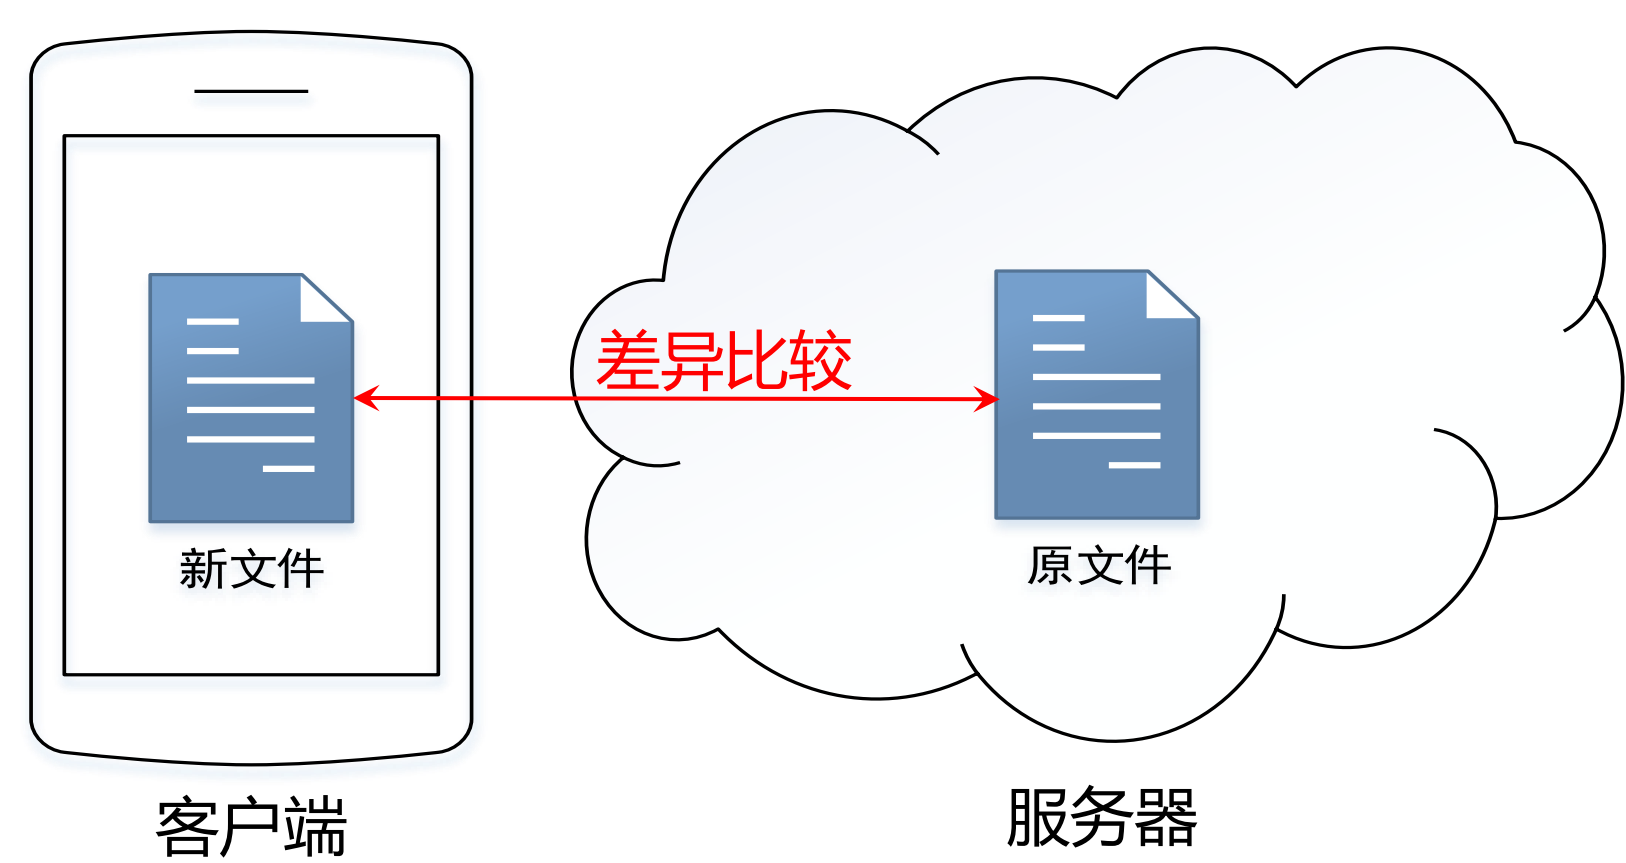 差异比较
新文件
原文件
客户端
服务器